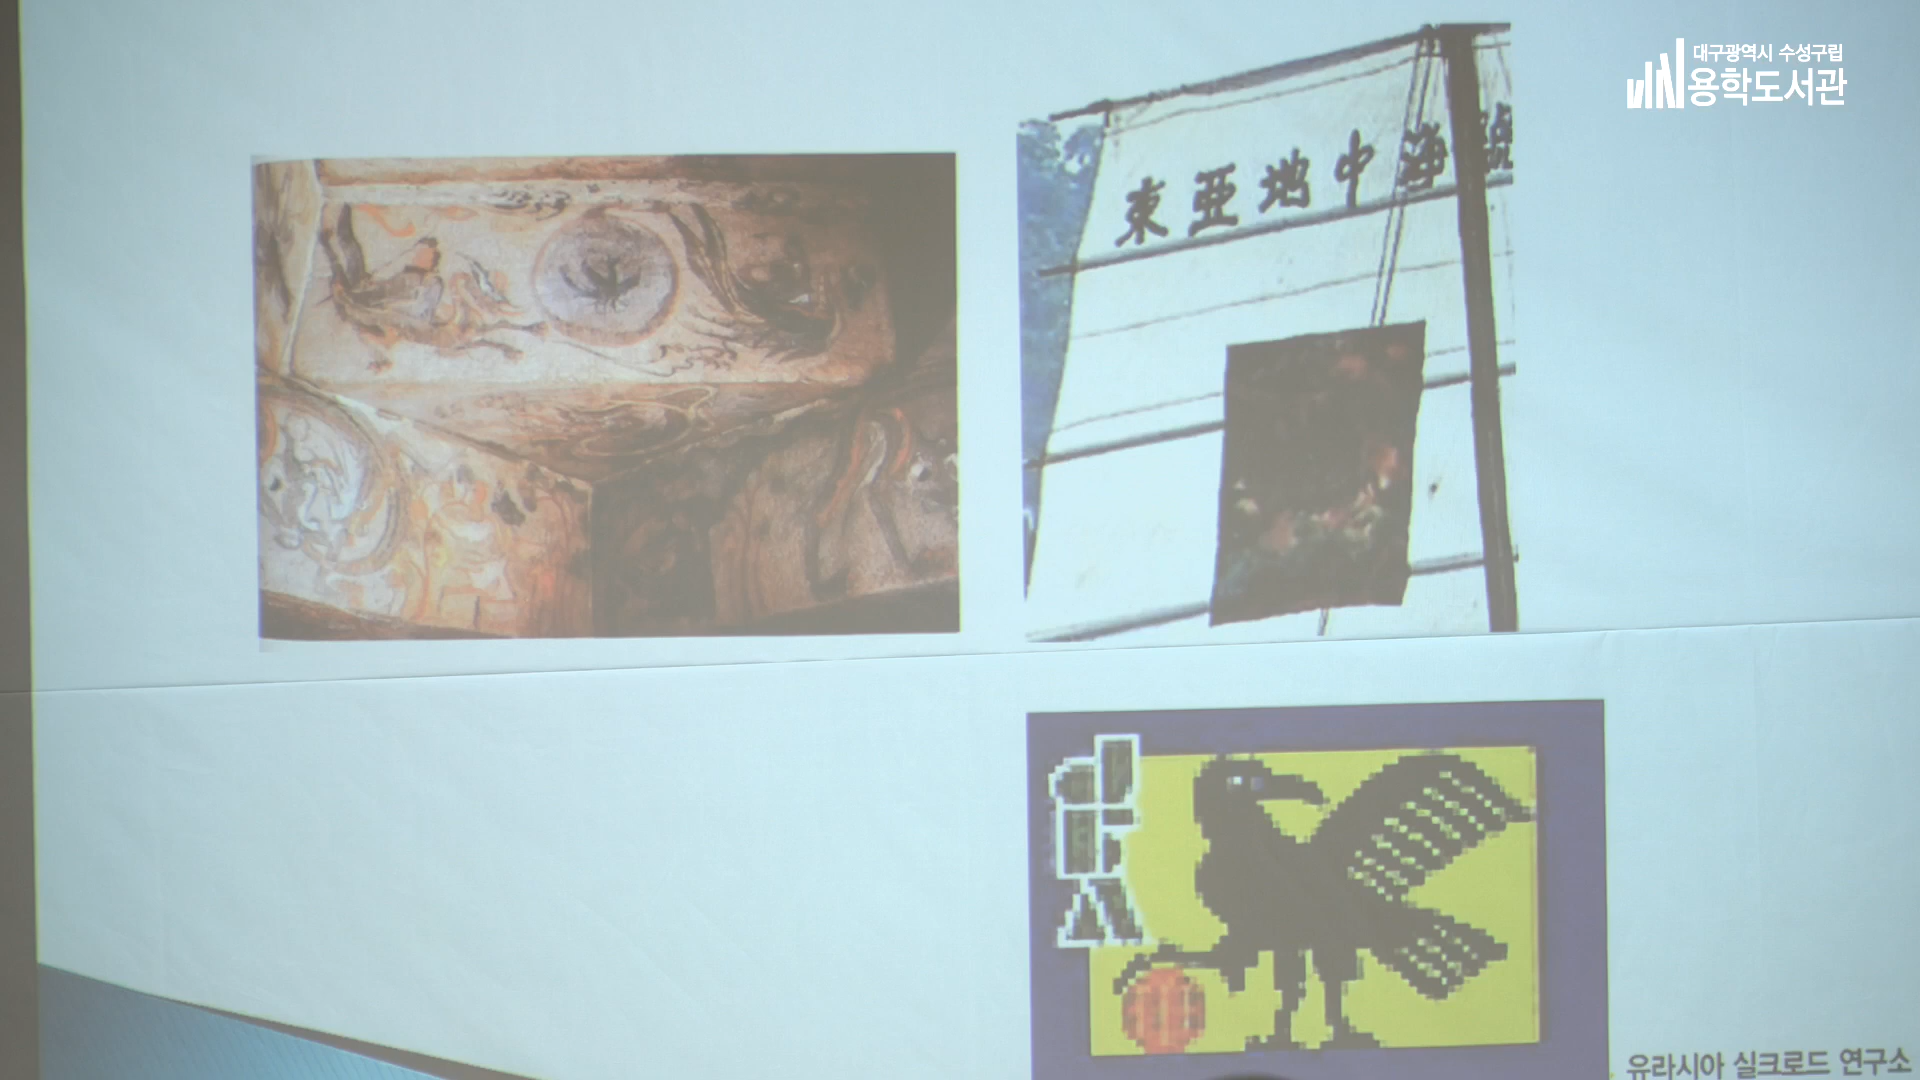 대구광역시 수성구립
용학도서관
東亞地中海號
유라시아 실크로드 연구소